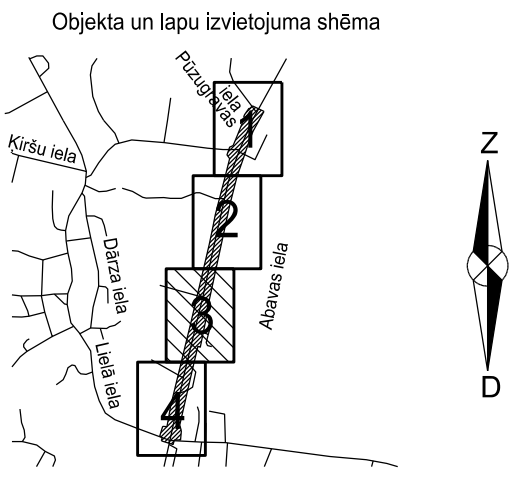 Objekta un lapu izvietojuma shēma
Pūzugravas
iela
1
Ķiršu iela
2
Dārza iela
Abavas iela
3
Lielā iela
4
Z
D